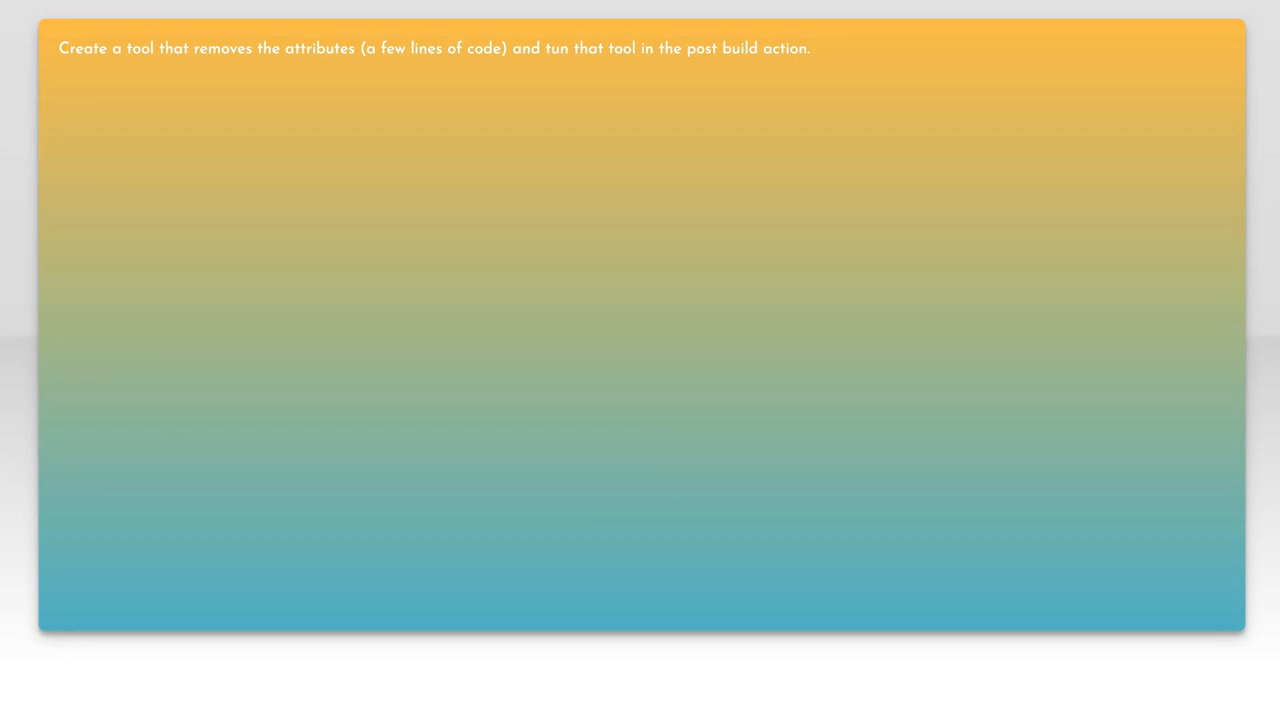 Create a tool that removes the attributes (a few lines of code) and tun that tool in the post build action.